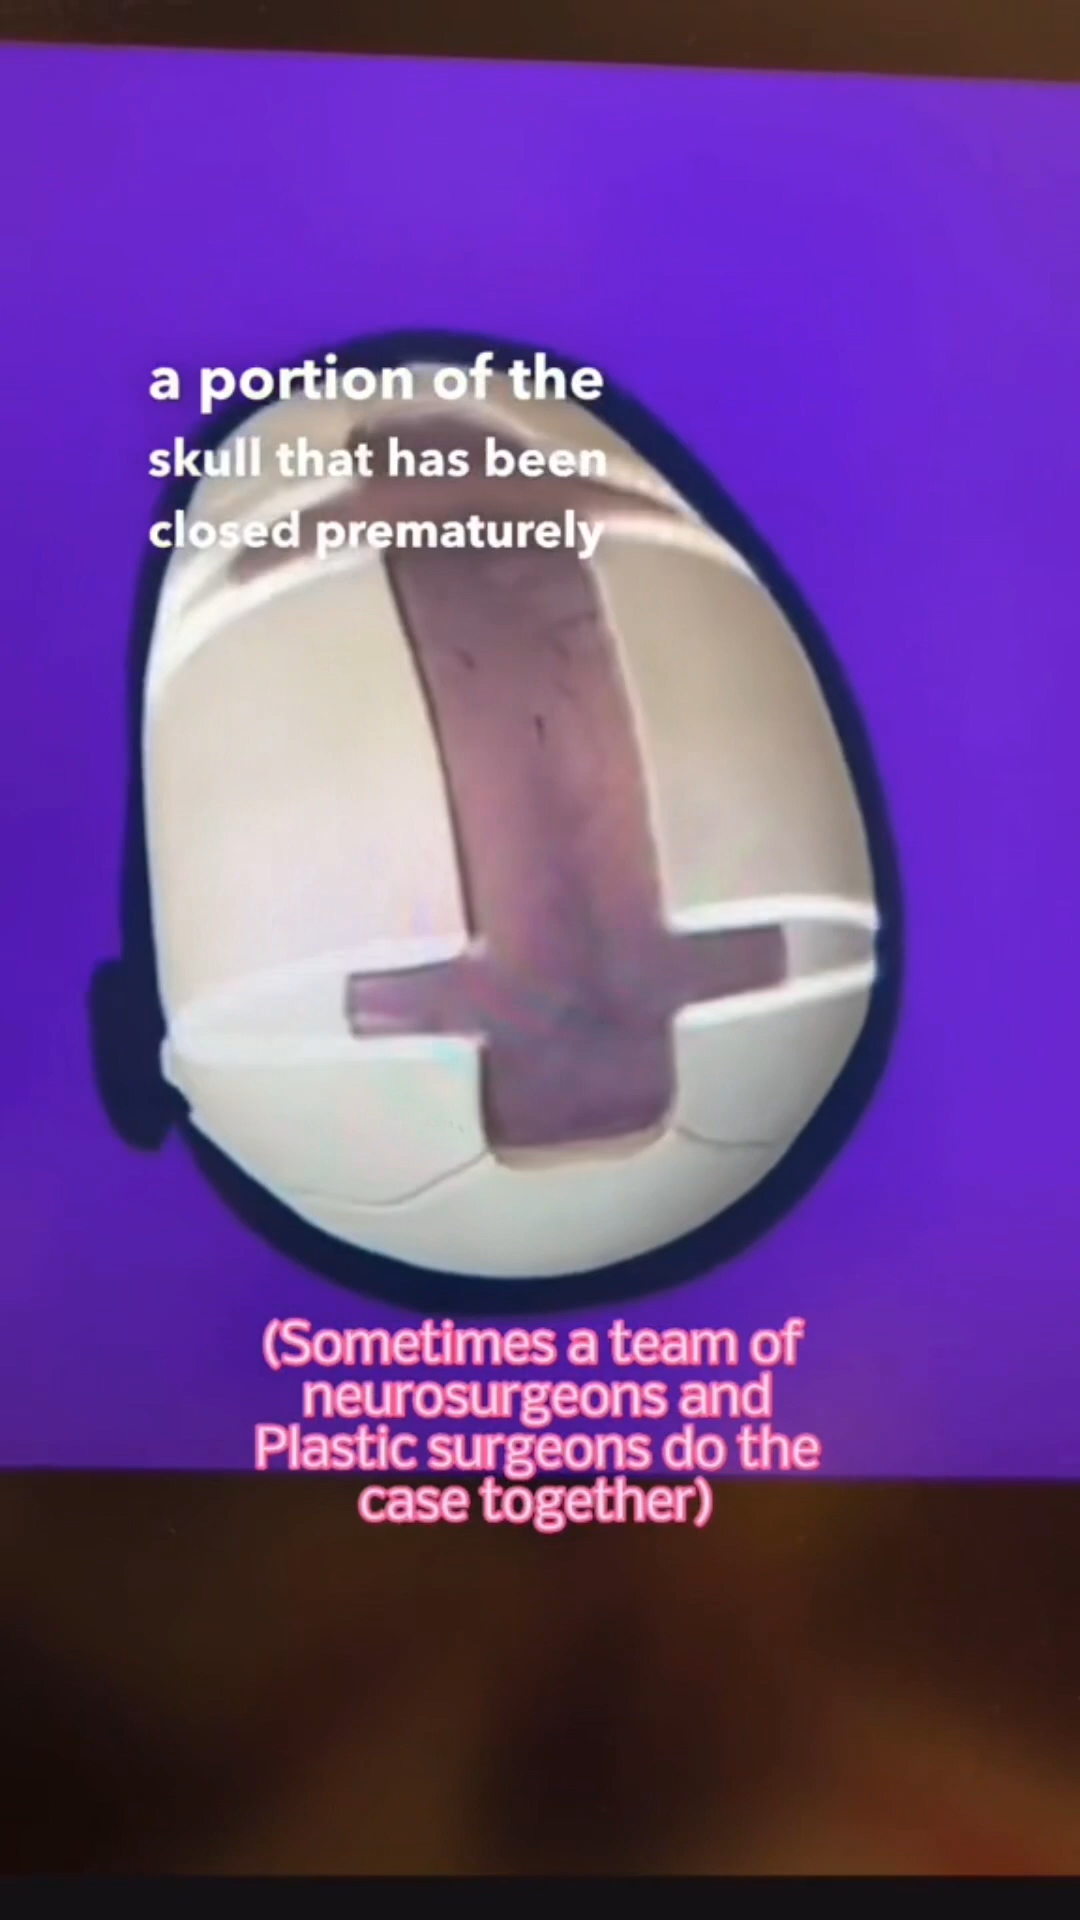 a portion of the
skull that has been
closed prematurely
(Sometimes a team of
neurosurgeons and
Plastic surgeons do the
case together)